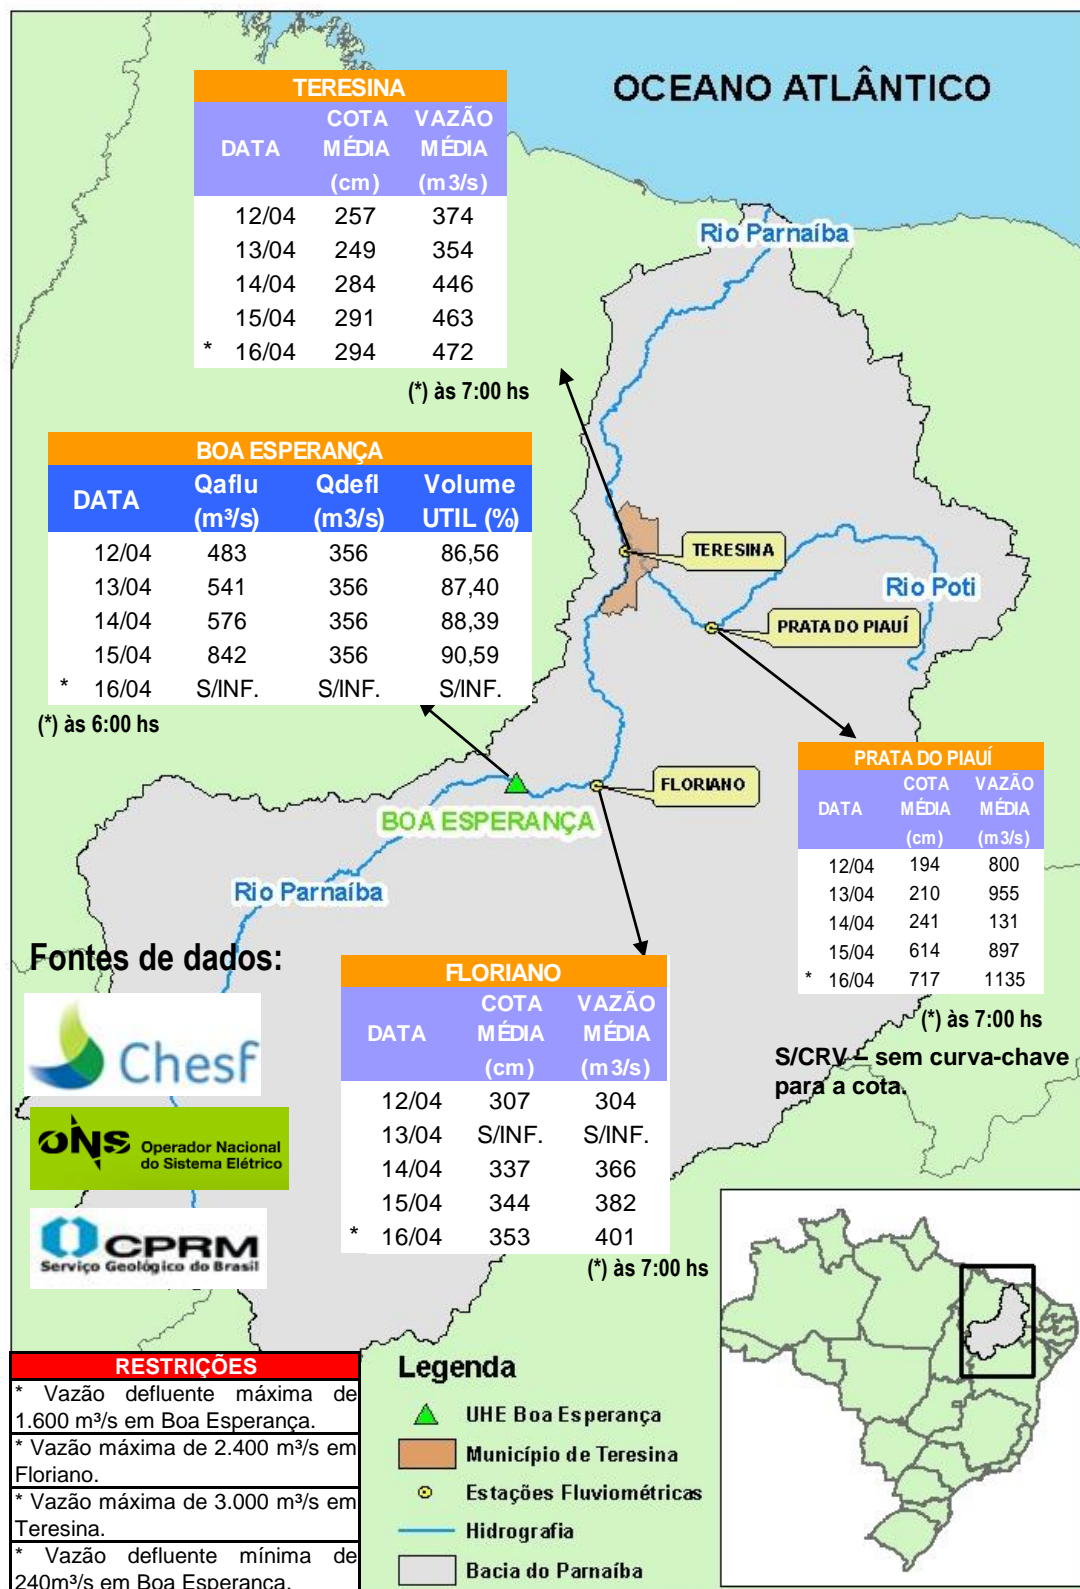 OCEANO ATLÂNTICO
TERESINA
DATA COTA MÉDIA (cm) VAZÃO MÉDIA (m3/s)
12/04 257 374
13/04 249 354
14/04 284 446
15/04 291 463
* 16/04 294 472
(*) às 7:00 hs
Rio Parnaíba
BOA ESPERANÇA
DATA Qaflu (m³/s) Qdefl (m3/s) Volume UTIL (%)
12/04 483 356 86,56
13/04 541 356 87,40
14/04 576 356 88,39
15/04 842 356 90,59
* 16/04 S/INF. S/INF. S/INF.
(*) às 6:00 hs
TERESINA
Rio Poti
PRATA DO PIAUÍ
FLORIANO
BOA ESPERANÇA
Rio Parnaíba
PRATA DO PIAUÍ
DATA COTA MÉDIA (cm) VAZÃO MÉDIA (m3/s)
12/04 194 800
13/04 210 955
14/04 241 131
15/04 614 897
* 16/04 717 1135
(*) às 7:00 hs
S/CRV – sem curva-chave
para a cota.
Fontes de dados:
Chesf
ONS Operador Nacional
do Sistema Elétrico
CPRM
Serviço Geológico do Brasil
FLORIANO
DATA COTA MÉDIA (cm) VAZÃO MÉDIA (m3/s)
12/04 307 304
13/04 S/INF. S/INF.
14/04 337 366
15/04 344 382
* 16/04 353 401
(*) às 7:00 hs
RESTRIÇÕES
* Vazão defluente máxima de
1.600 m³/s em Boa Esperança.
* Vazão máxima de 2.400 m³/s em
Floriano.
* Vazão máxima de 3.000 m³/s em
Teresina.
* Vazão defluente mínima de
240m³/s em Boa Esperança.
Legenda
UHE Boa Esperança
Município de Teresina
Estações Fluviométricas
Hidrografia
Bacia do Parnaíba